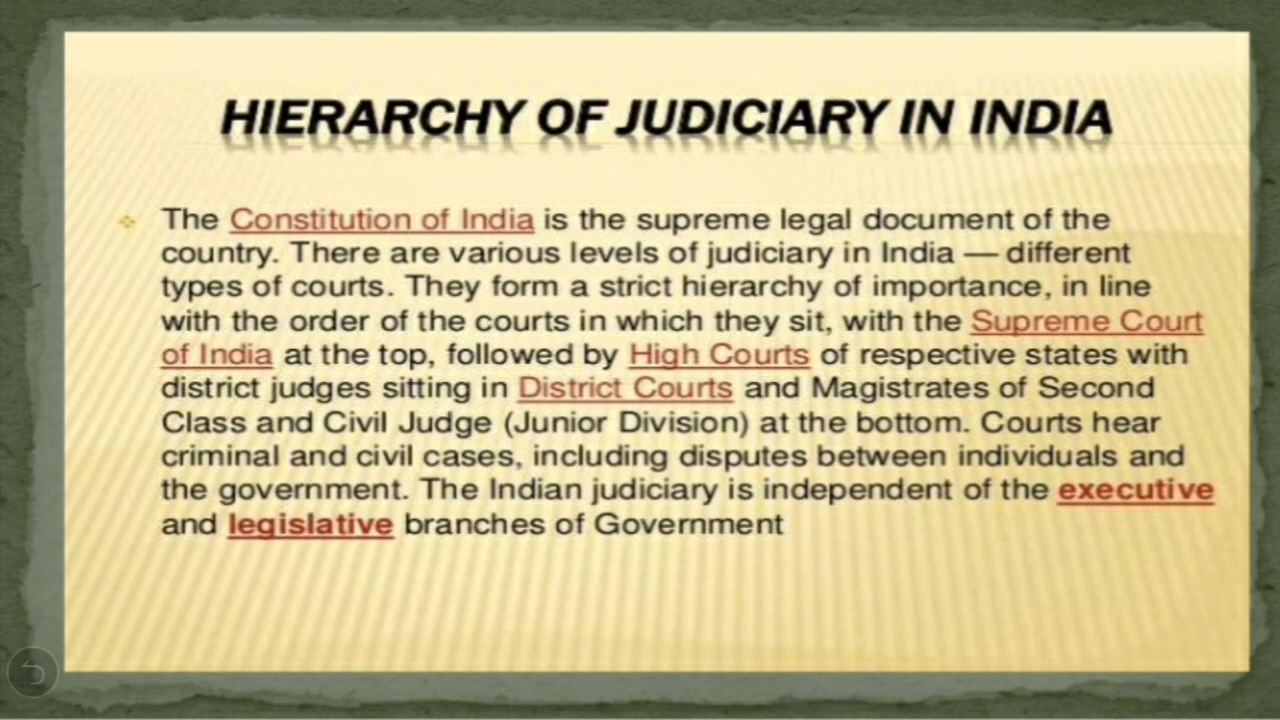 HIERARCHY OF JUDICIARY IN INDIA
The Constitution of India is the supreme legal document of the
country. There are various levels of judiciary in India — different
types of courts. They form a strict hierarchy of importance, in line
with the order of the courts in which they sit, with the Supreme Court
of India at the top, followed by High Courts of respective states with
district judges sitting in District Courts and Magistrates of Second
Class and Civil Judge (Junior Division) at the bottom. Courts hear
criminal and civil cases, including disputes between individuals and
the government. The Indian judiciary is independent of the executive
and legislative branches of Government